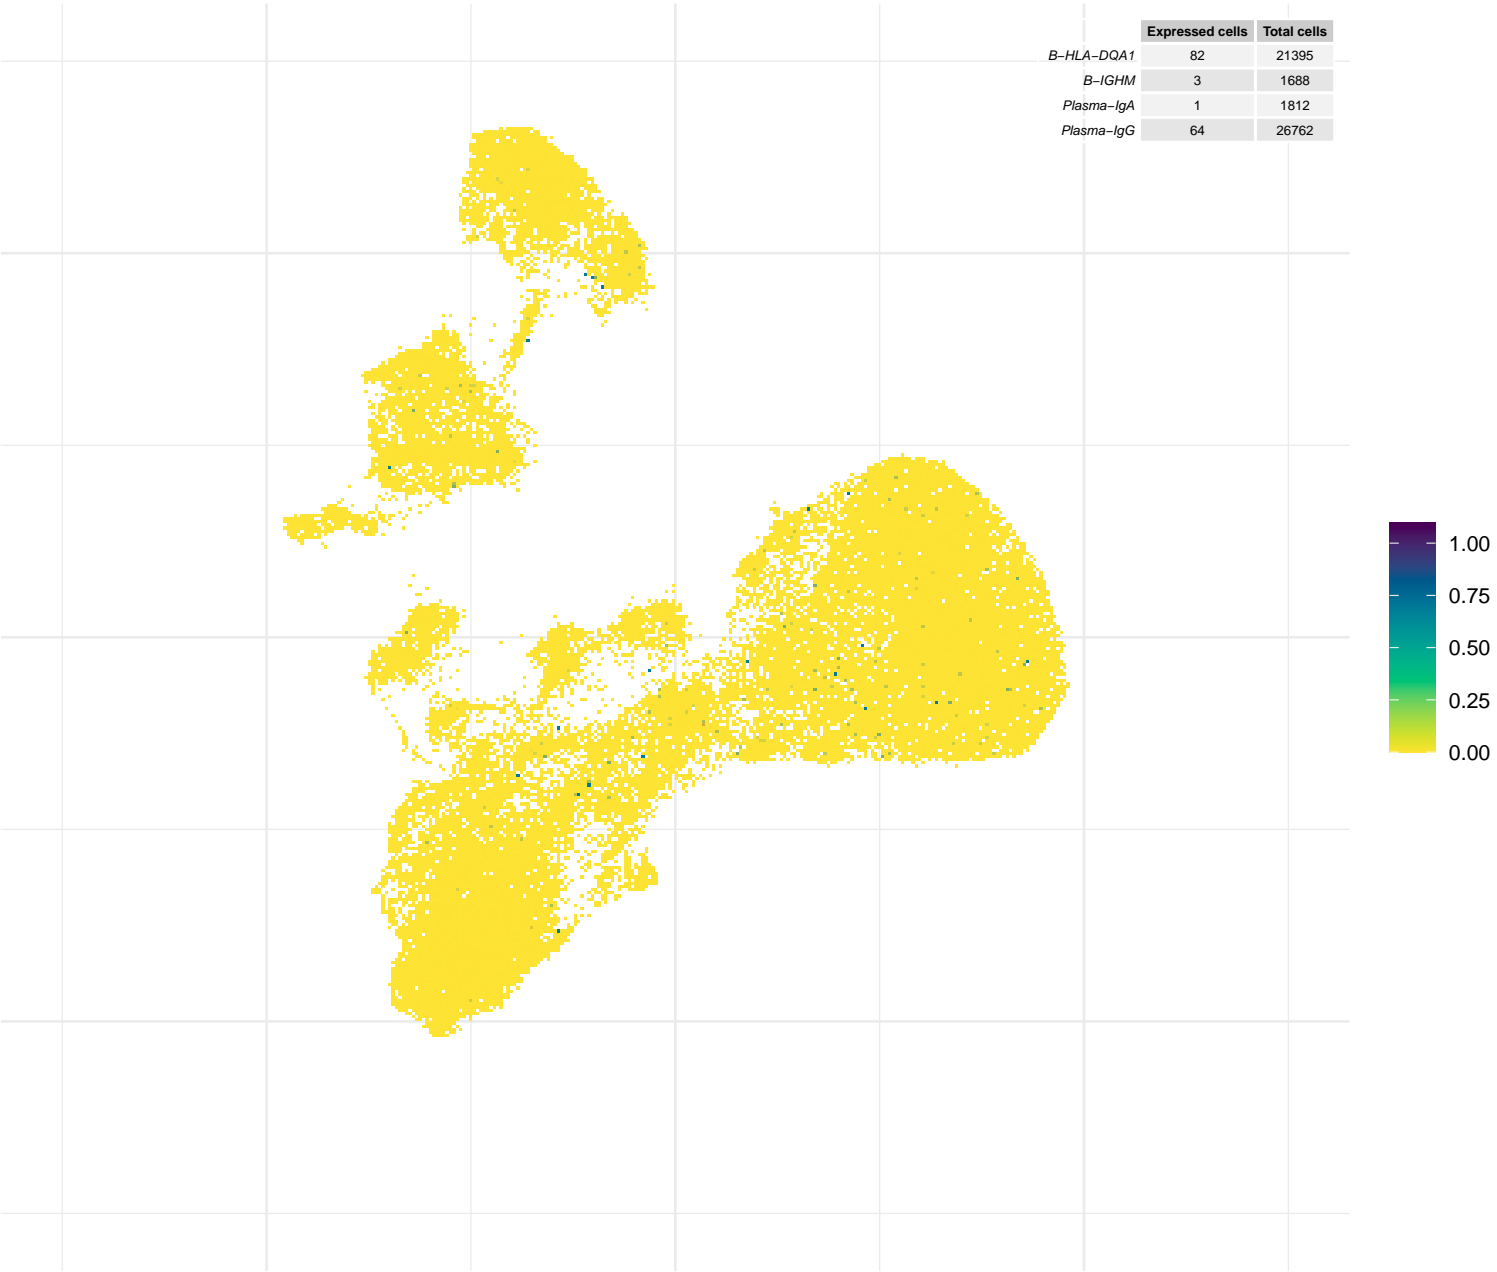 Expressed cells Total cells
B−HLA−DQA1 82 21395
B−IGHM 3 1688
Plasma−IgA 1 1812
Plasma−IgG 64 26762
1.00
0.75
0.50
0.25
0.00